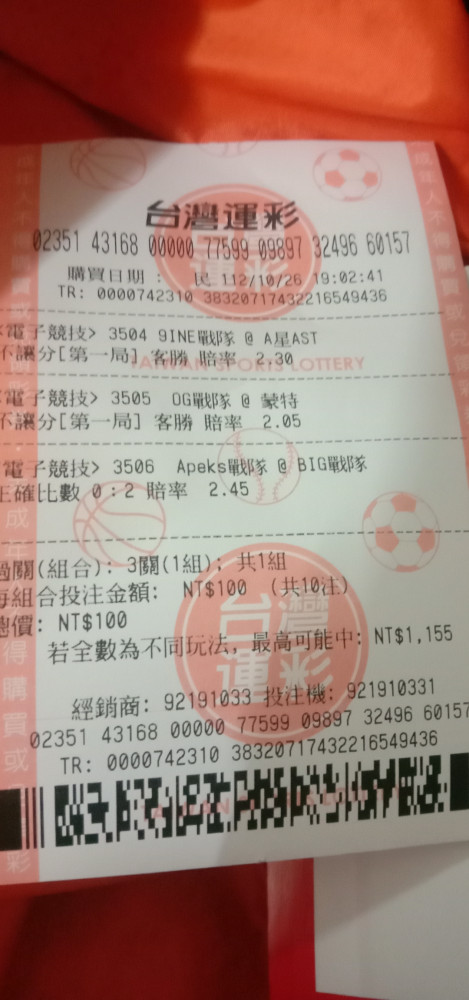 台灣運彩
02351 43168 00000 77599 09897 32496 60157
購買日期: 民 112/10/26 19:02:41
TR: 0000742310 38320717432216549436
電子競技> 3504 9INE戰隊 @ A星AST
不讓分[第一局] 客勝 賠率 2.30
TAIWAN SPORTS LOTTERY
電子競技> 3505 OG戰隊 @ 蒙特
不讓分[第一局] 客勝 賠率 2.05
電子競技> 3506 Apeks戰隊 @ BIG戰隊
正確比數 0:2 賠率 2.45
過關(組合): 3關(1組); 共1組
每組合投注金額: NT$100 (共10注)
總價: NT$100
若全數為不同玩法, 最高可能中: NT$1,155
台灣運彩
經銷商: 92191033 投注機: 921910331
02351 43168 00000 77599 09897 32496 60157
TR: 0000742310 38320717432216549436